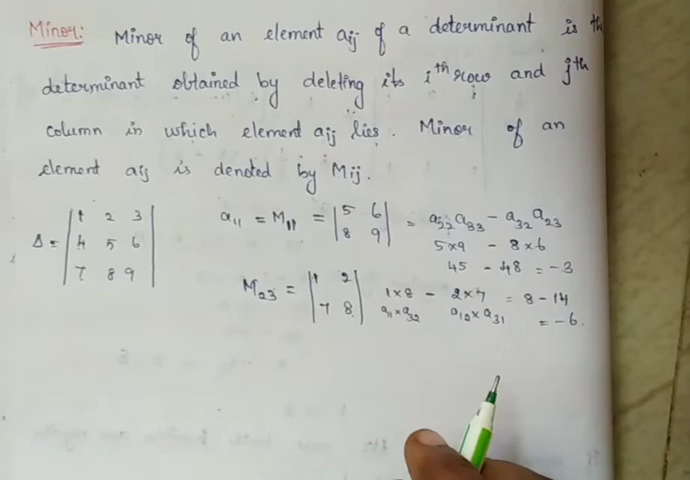 Minor: Minor of an element aij of a determinant is th
determinant obtained by deleting its i^th row and j^th
column in which element aij lies. Minor of an
element aij is denoted by Mij.
Δ = | 1 2 3 | a₁₁ = M₁₁ = | 5 6 | = a₂₂ a₃₃ - a₃₂ a₂₃
| 4 5 6 | | 8 9 | 5×9 - 8×6
| 7 8 9 | 45 - 48 = -3
M₂₃ = | 1 2 | 1×8 - 2×7 = 8 - 14
| 7 8 | a₁₁×a₃₂ a₁₂×a₃₁ = -6.